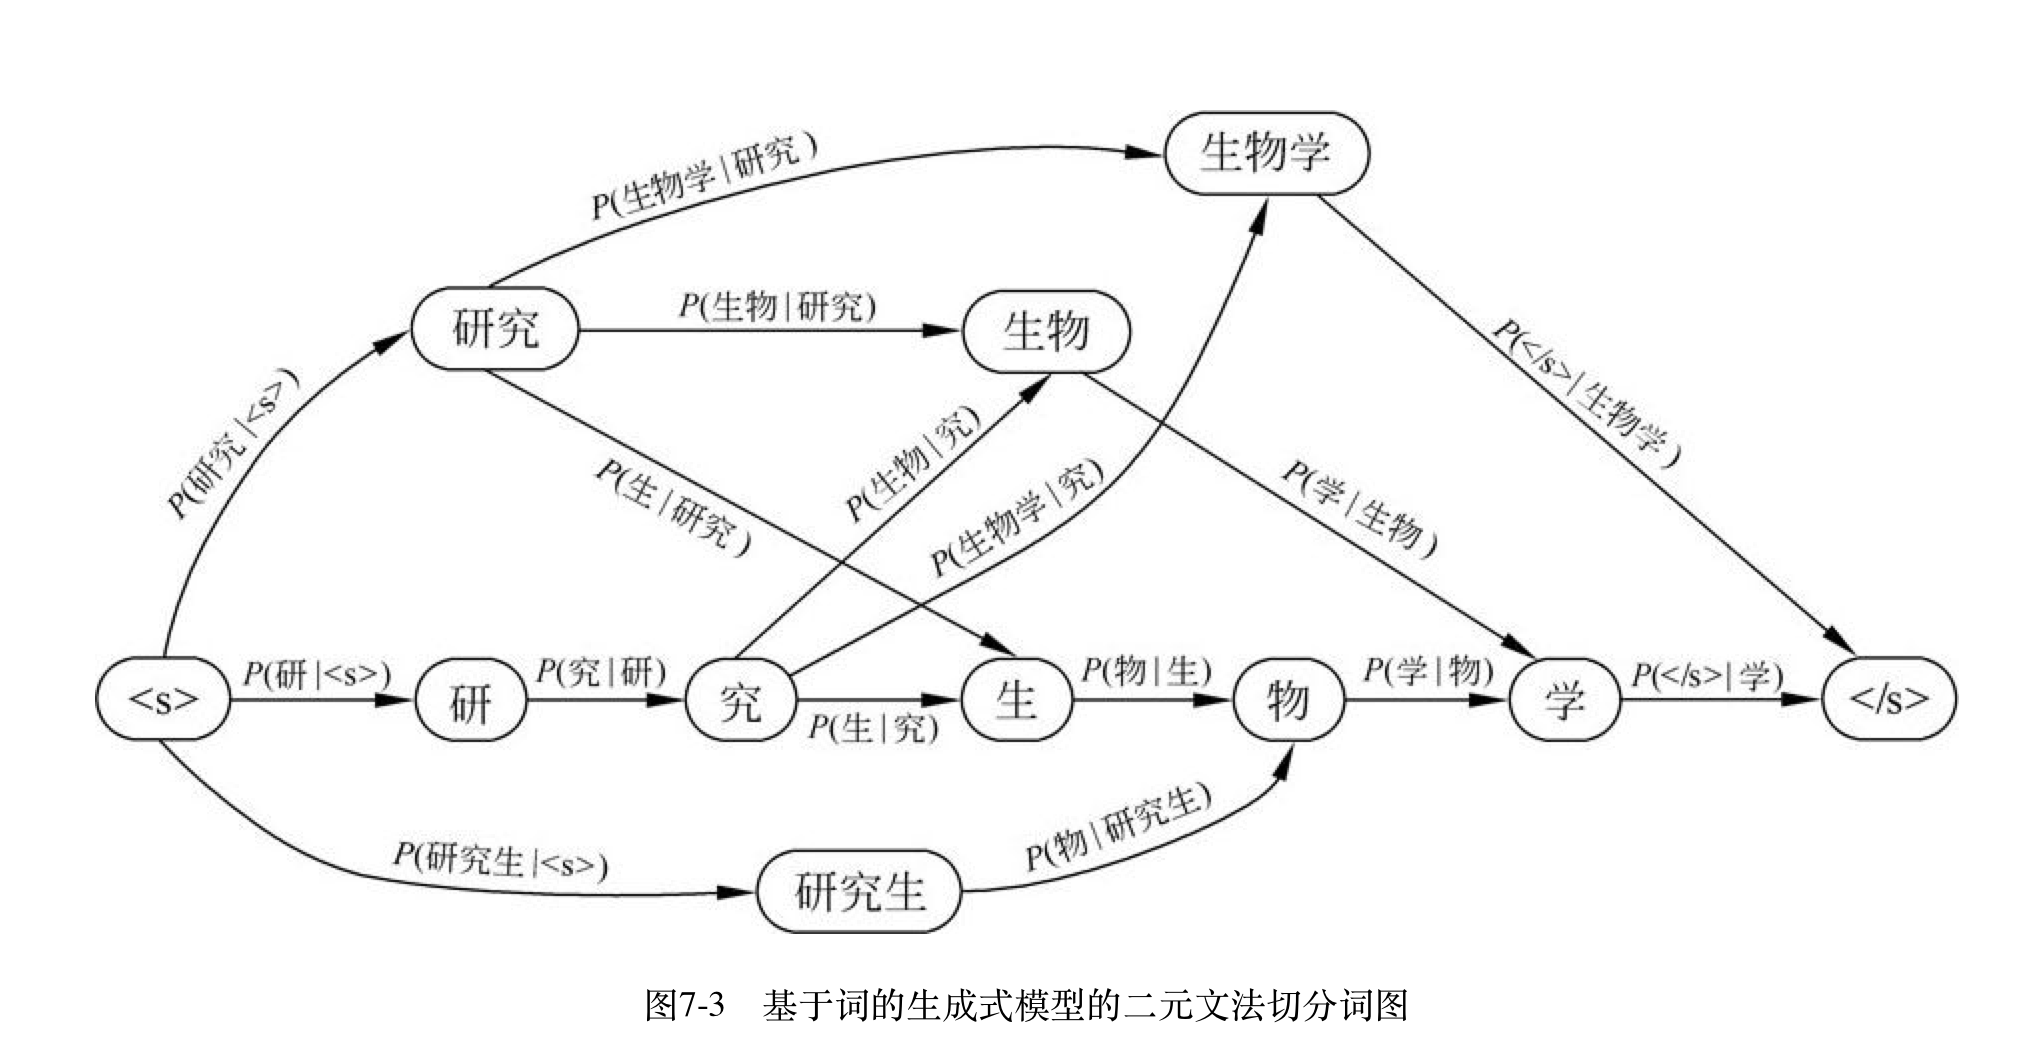 生物学
P(生物学|研究)
研究
P(生物|研究)
生物
P(</s>|生物学)
P(研究|<s>)
P(生|研究)
P(生物|究)
P(生物学|究)
P(学|生物)
<s>
P(研|<s>)
研
P(究|研)
究
P(生|究)
生
P(物|生)
物
P(学|物)
学
P(</s>|学)
</s>
P(研究生|<s>)
研究生
P(物|研究生)
图7-3 基于词的生成式模型的二元文法切分词图